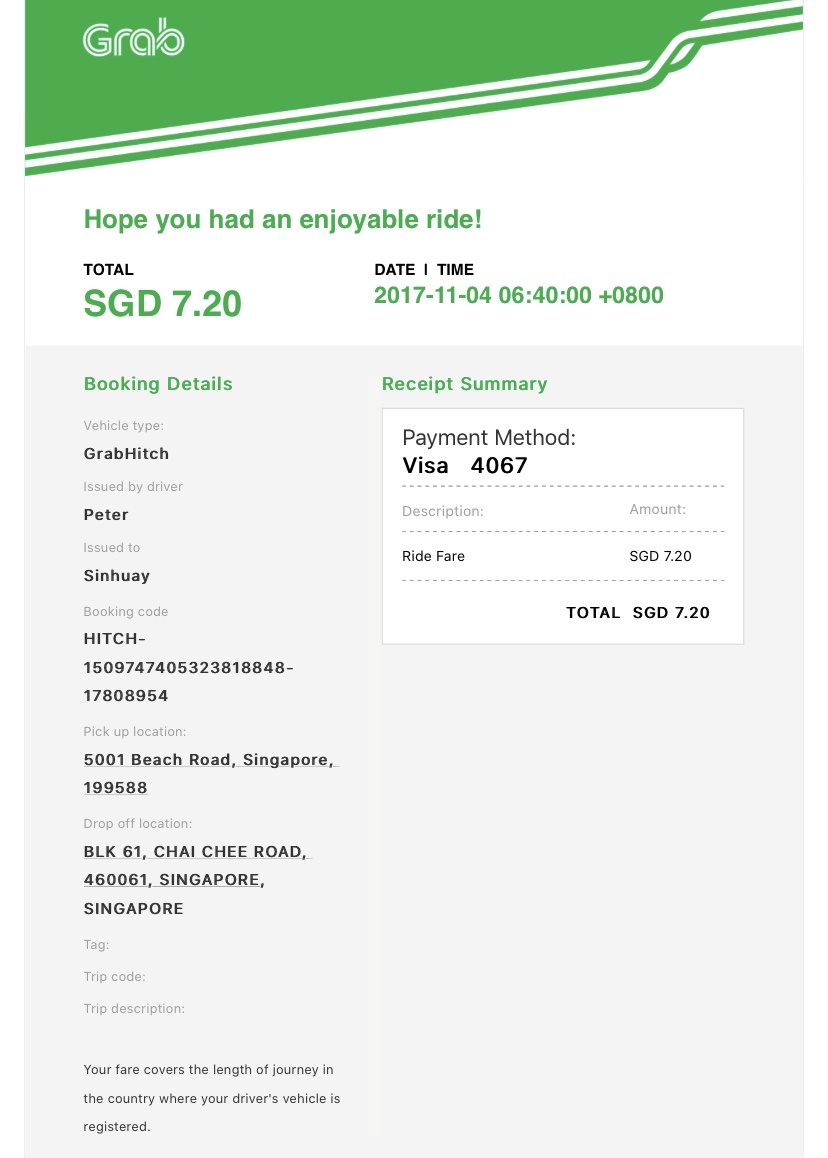 Grab
Hope you had an enjoyable ride!
TOTAL
SGD 7.20
DATE | TIME
2017-11-04 06:40:00 +0800
Booking Details
Vehicle type:
GrabHitch
Issued by driver
Peter
Issued to
Sinhuay
Booking code
HITCH-
1509747405323818848-
17808954
Pick up location:
5001 Beach Road, Singapore,
199588
Drop off location:
BLK 61, CHAI CHEE ROAD,
460061, SINGAPORE,
SINGAPORE
Tag:
Trip code:
Trip description:
Your fare covers the length of journey in
the country where your driver's vehicle is
registered.
Receipt Summary
Payment Method:
Visa 4067
Description: Amount:
Ride Fare SGD 7.20
TOTAL SGD 7.20